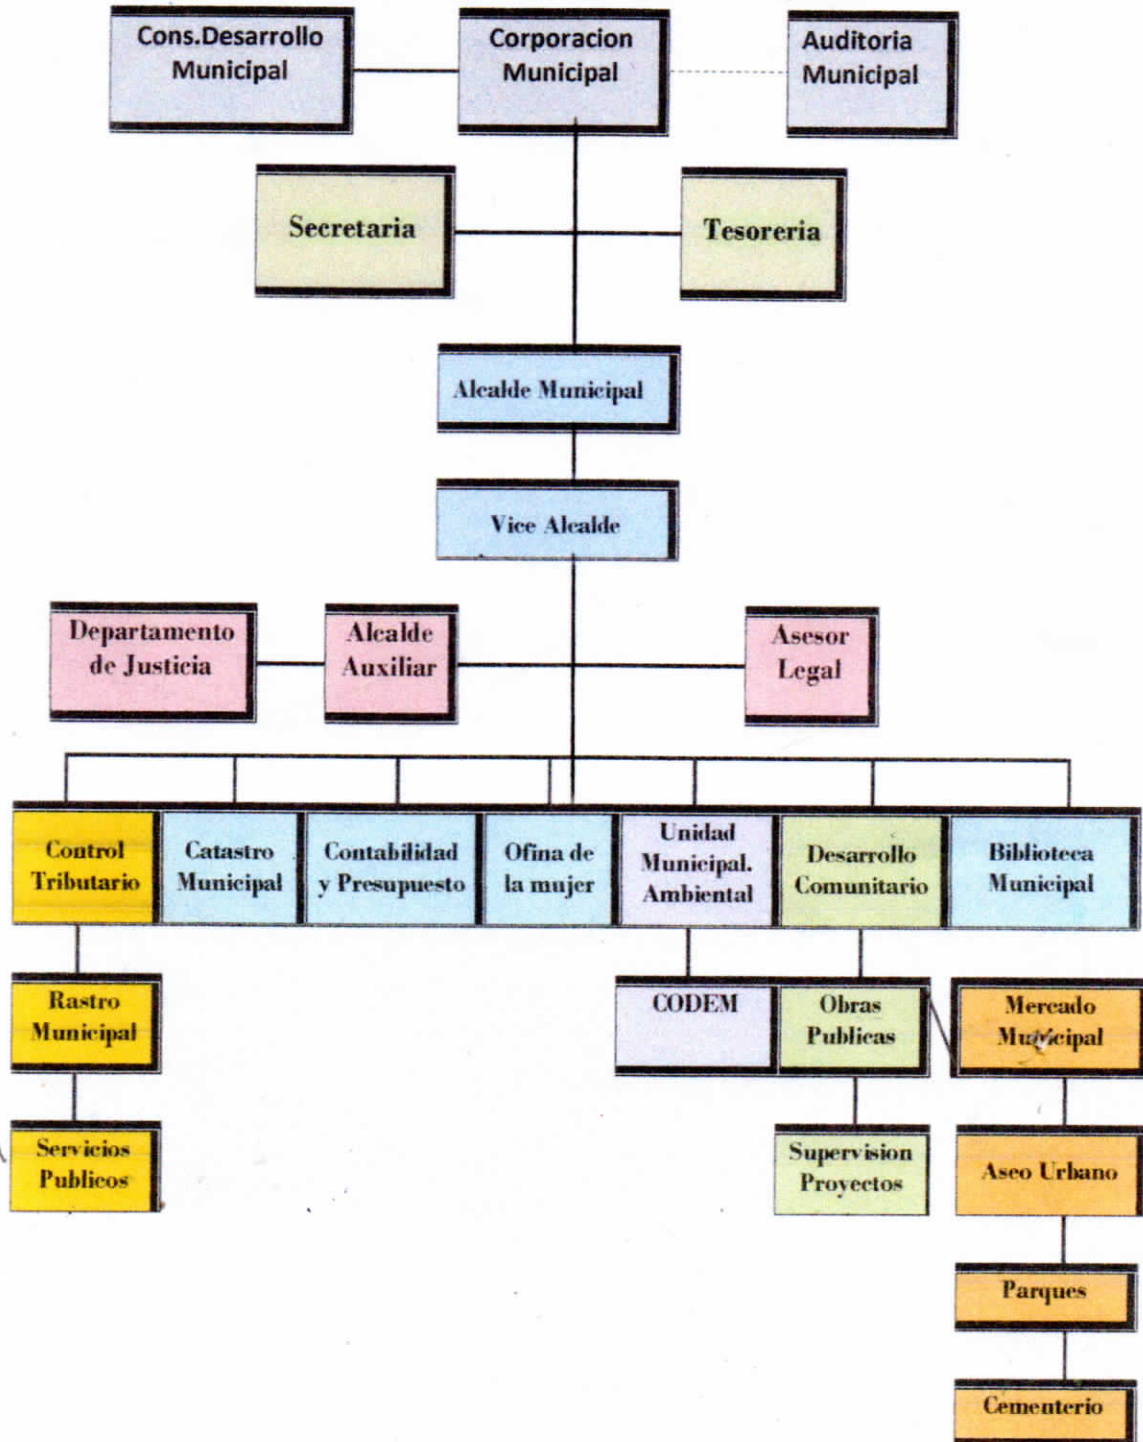 Cons.Desarrollo
Municipal
Corporacion
Municipal
Auditoria
Municipal
Secretaria
Tesoreria
Alcalde Municipal
Vice Alcalde
Departamento
de Justicia
Alcalde
Auxiliar
Asesor
Legal
Control
Tributario
Catastro
Municipal
Contabilidad
y Presupuesto
Ofina de
la mujer
Unidad
Municipal.
Ambiental
Desarrollo
Comunitario
Biblioteca
Municipal
Rastro
Municipal
CODEM
Obras
Publicas
Mercado
Municipal
Servicios
Publicos
Supervision
Proyectos
Aseo Urbano
Parques
Cementerio